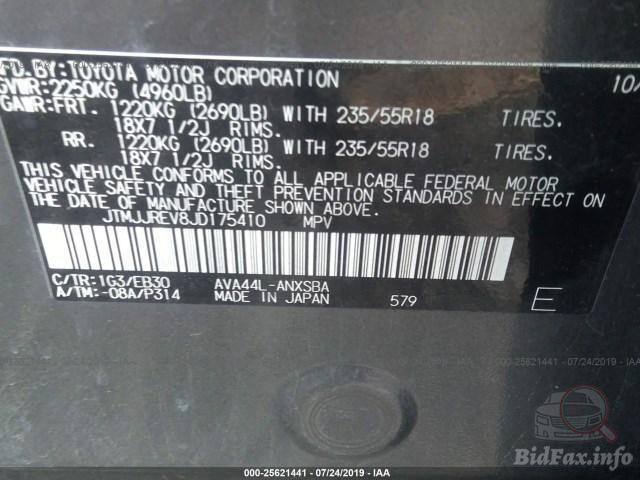 MFD. BY: TOYOTA MOTOR CORPORATION 10/
GVWR: 2250KG (4960LB)
GAWR: FRT. 1220KG (2690LB) WITH 235/55R18 TIRES.
18X7 1/2J RIMS.
RR. 1220KG (2690LB) WITH 235/55R18 TIRES.
18X7 1/2J RIMS.
THIS VEHICLE CONFORMS TO ALL APPLICABLE FEDERAL MOTOR
VEHICLE SAFETY AND THEFT PREVENTION STANDARDS IN EFFECT ON
THE DATE OF MANUFACTURE SHOWN ABOVE.
JTMJJREV8JD175410 MPV
C/TR: 1G3/EB30 AVA44L-ANXSBA
A/TM: -08A/P314 MADE IN JAPAN 579 E
BidFax.info
000-25621441 - 07/24/2019 - IAA